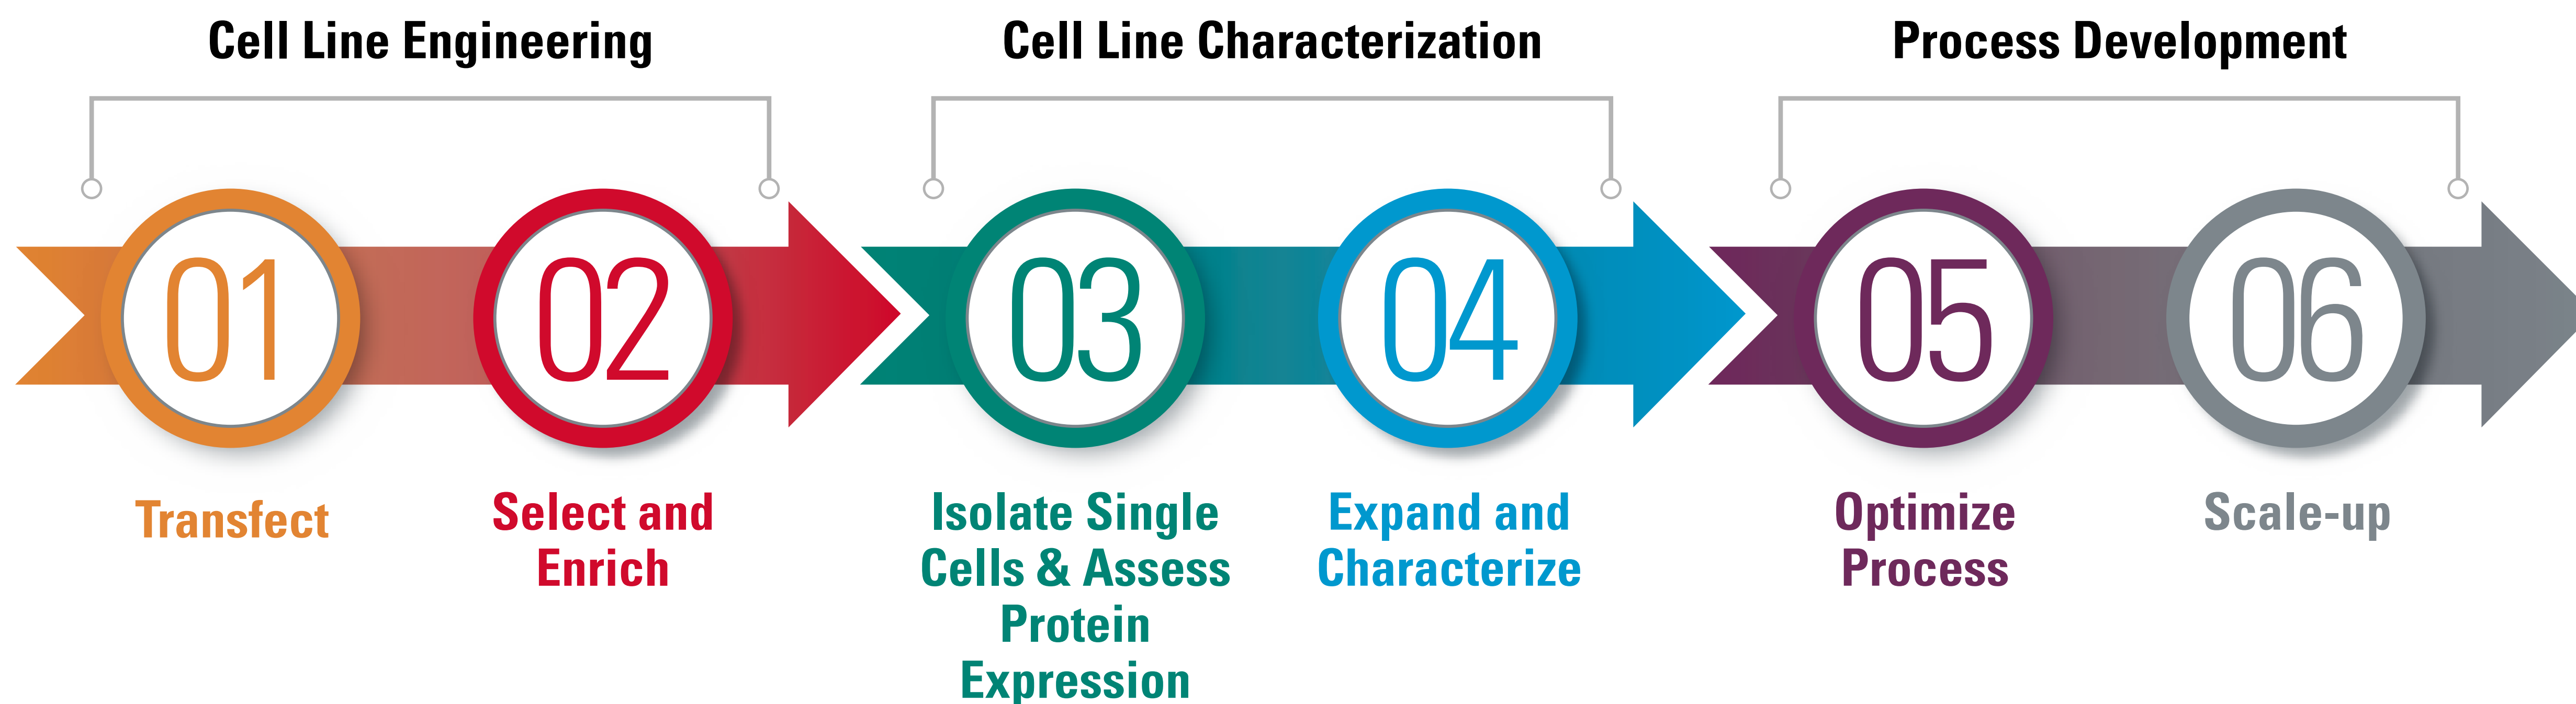 Cell Line Engineering
Cell Line Characterization
Process Development
01
02
03
04
05
06
Transfect
Select and
Enrich
Isolate Single
Cells & Assess
Protein
Expression
Expand and
Characterize
Optimize
Process
Scale-up